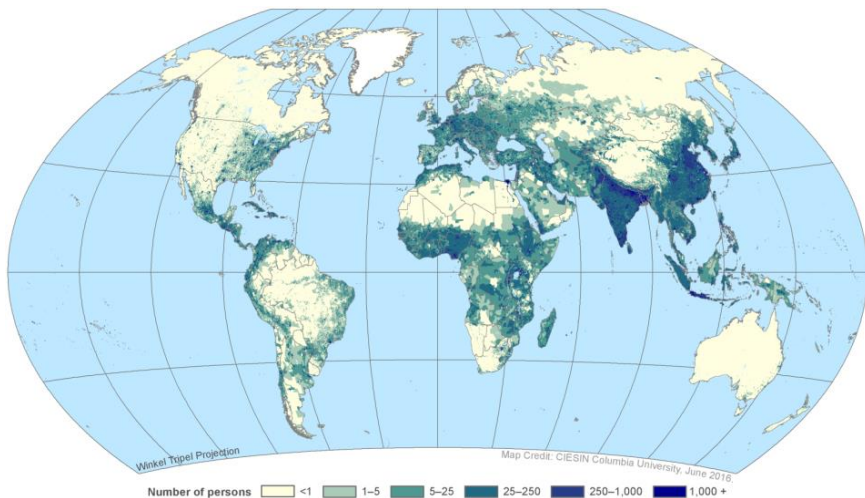 Winkel Tripel Projection
Map Credit: CIESIN Columbia University, June 2016.
Number of persons <1 1–5 5–25 25–250 250–1,000 1,000 +